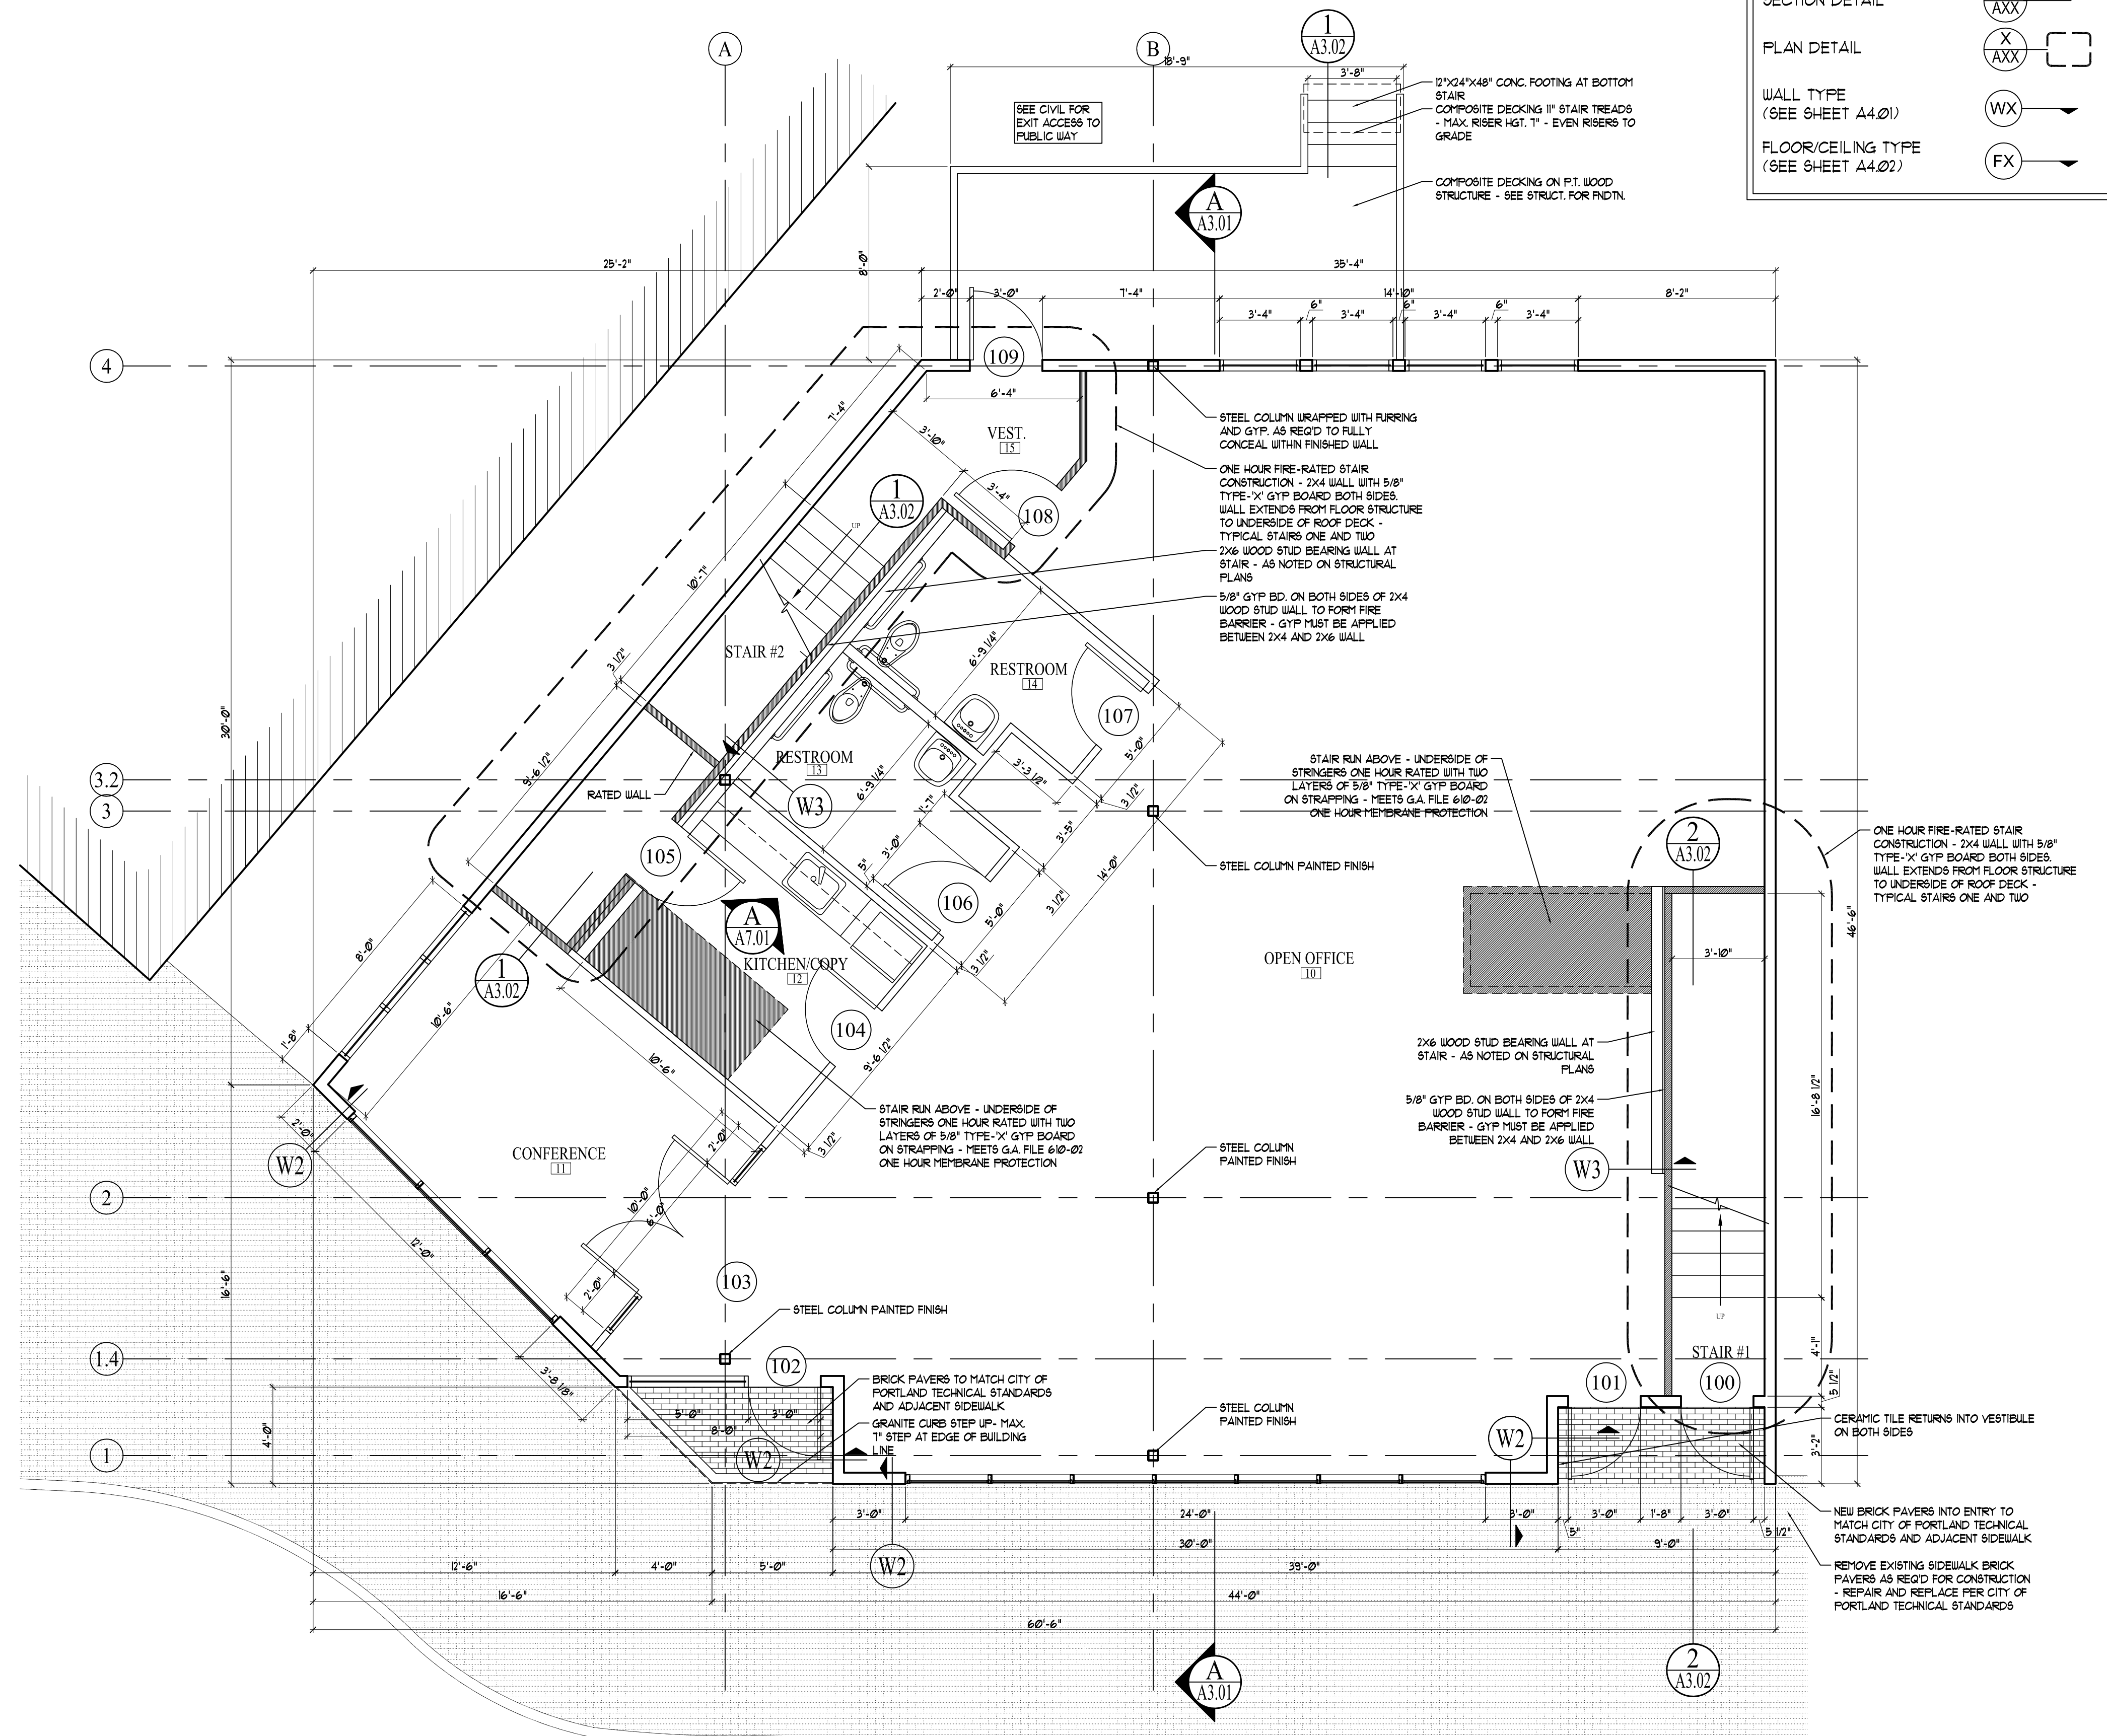 SECTION DETAIL
AXX
PLAN DETAIL
X
AXX
WALL TYPE
(SEE SHEET A4.01)
WX
FLOOR/CEILING TYPE
(SEE SHEET A4.02)
FX
A
B
1
A3.02
18'-9"
3'-8"
SEE CIVIL FOR
EXIT ACCESS TO
PUBLIC WAY
12"X24"X48" CONC. FOOTING AT BOTTOM
STAIR
COMPOSITE DECKING 11" STAIR TREADS
- MAX. RISER HGT. 7" - EVEN RISERS TO
GRADE
COMPOSITE DECKING ON P.T. WOOD
STRUCTURE - SEE STRUCT. FOR FNDTN.
A
A3.01
8'-0"
25'-2"
35'-4"
2'-0"
3'-0"
7'-4"
14'-10"
8'-2"
3'-4"
6"
3'-4"
6"
3'-4"
6"
3'-4"
4
109
6'-4"
7'-4"
3'-10"
VEST.
15
3'-4"
108
1
A3.02
UP
STEEL COLUMN WRAPPED WITH FURRING
AND GYP. AS REQ'D TO FULLY
CONCEAL WITHIN FINISHED WALL
ONE HOUR FIRE-RATED STAIR
CONSTRUCTION - 2X4 WALL WITH 5/8"
TYPE-'X' GYP BOARD BOTH SIDES.
WALL EXTENDS FROM FLOOR STRUCTURE
TO UNDERSIDE OF ROOF DECK -
TYPICAL STAIRS ONE AND TWO
2X6 WOOD STUD BEARING WALL AT
STAIR - AS NOTED ON STRUCTURAL
PLANS
5/8" GYP BD. ON BOTH SIDES OF 2X4
WOOD STUD WALL TO FORM FIRE
BARRIER - GYP MUST BE APPLIED
BETWEEN 2X4 AND 2X6 WALL
10'-7"
STAIR #2
3 1/2"
6'-9 1/4"
RESTROOM
14
107
30'-0"
9'-6 1/2"
RESTROOM
13
6'-9 1/4"
3'-3 1/2"
5'-0"
3 1/2"
3.2
3
RATED WALL
W3
1'-7"
3'-0"
5"
3'-5"
14'-0"
3 1/2"
STAIR RUN ABOVE - UNDERSIDE OF
STRINGERS ONE HOUR RATED WITH TWO
LAYERS OF 5/8" TYPE-'X' GYP BOARD
ON STRAPPING - MEETS G.A. FILE 610-02
ONE HOUR MEMBRANE PROTECTION
STEEL COLUMN PAINTED FINISH
2
A3.02
ONE HOUR FIRE-RATED STAIR
CONSTRUCTION - 2X4 WALL WITH 5/8"
TYPE-'X' GYP BOARD BOTH SIDES.
WALL EXTENDS FROM FLOOR STRUCTURE
TO UNDERSIDE OF ROOF DECK -
TYPICAL STAIRS ONE AND TWO
105
106
5'-0"
3 1/2"
A
A7.01
KITCHEN/COPY
12
8'-0"
1
A3.02
10'-6"
1'-8"
OPEN OFFICE
10
3'-10"
46'-6"
104
9'-6 1/2"
10'-6"
2X6 WOOD STUD BEARING WALL AT
STAIR - AS NOTED ON STRUCTURAL
PLANS
5/8" GYP BD. ON BOTH SIDES OF 2X4
WOOD STUD WALL TO FORM FIRE
BARRIER - GYP MUST BE APPLIED
BETWEEN 2X4 AND 2X6 WALL
16'-8 1/2"
STAIR RUN ABOVE - UNDERSIDE OF
STRINGERS ONE HOUR RATED WITH TWO
LAYERS OF 5/8" TYPE-'X' GYP BOARD
ON STRAPPING - MEETS G.A. FILE 610-02
ONE HOUR MEMBRANE PROTECTION
2'-0"
W2
CONFERENCE
11
2'-0"
3 1/2"
STEEL COLUMN
PAINTED FINISH
W3
2
10'-0"
6'-0"
12'-0"
16'-6"
2'-0"
103
STEEL COLUMN PAINTED FINISH
UP
1.4
STAIR #1
4'-1"
5 1/2"
102
3'-8 1/8"
BRICK PAVERS TO MATCH CITY OF
PORTLAND TECHNICAL STANDARDS
AND ADJACENT SIDEWALK
GRANITE CURB STEP UP- MAX.
7" STEP AT EDGE OF BUILDING
LINE
5'-0"
3'-0"
8'-0"
W2
4'-0"
1
STEEL COLUMN
PAINTED FINISH
101
100
W2
3'-2"
CERAMIC TILE RETURNS INTO VESTIBULE
ON BOTH SIDES
3'-0"
24'-0"
3'-0"
5"
3'-0"
1'-8"
3'-0"
5 1/2"
30'-0"
9'-0"
W2
12'-6"
4'-0"
5'-0"
39'-0"
16'-6"
44'-0"
60'-6"
NEW BRICK PAVERS INTO ENTRY TO
MATCH CITY OF PORTLAND TECHNICAL
STANDARDS AND ADJACENT SIDEWALK
REMOVE EXISTING SIDEWALK BRICK
PAVERS AS REQ'D FOR CONSTRUCTION
- REPAIR AND REPLACE PER CITY OF
PORTLAND TECHNICAL STANDARDS
A
A3.01
2
A3.02